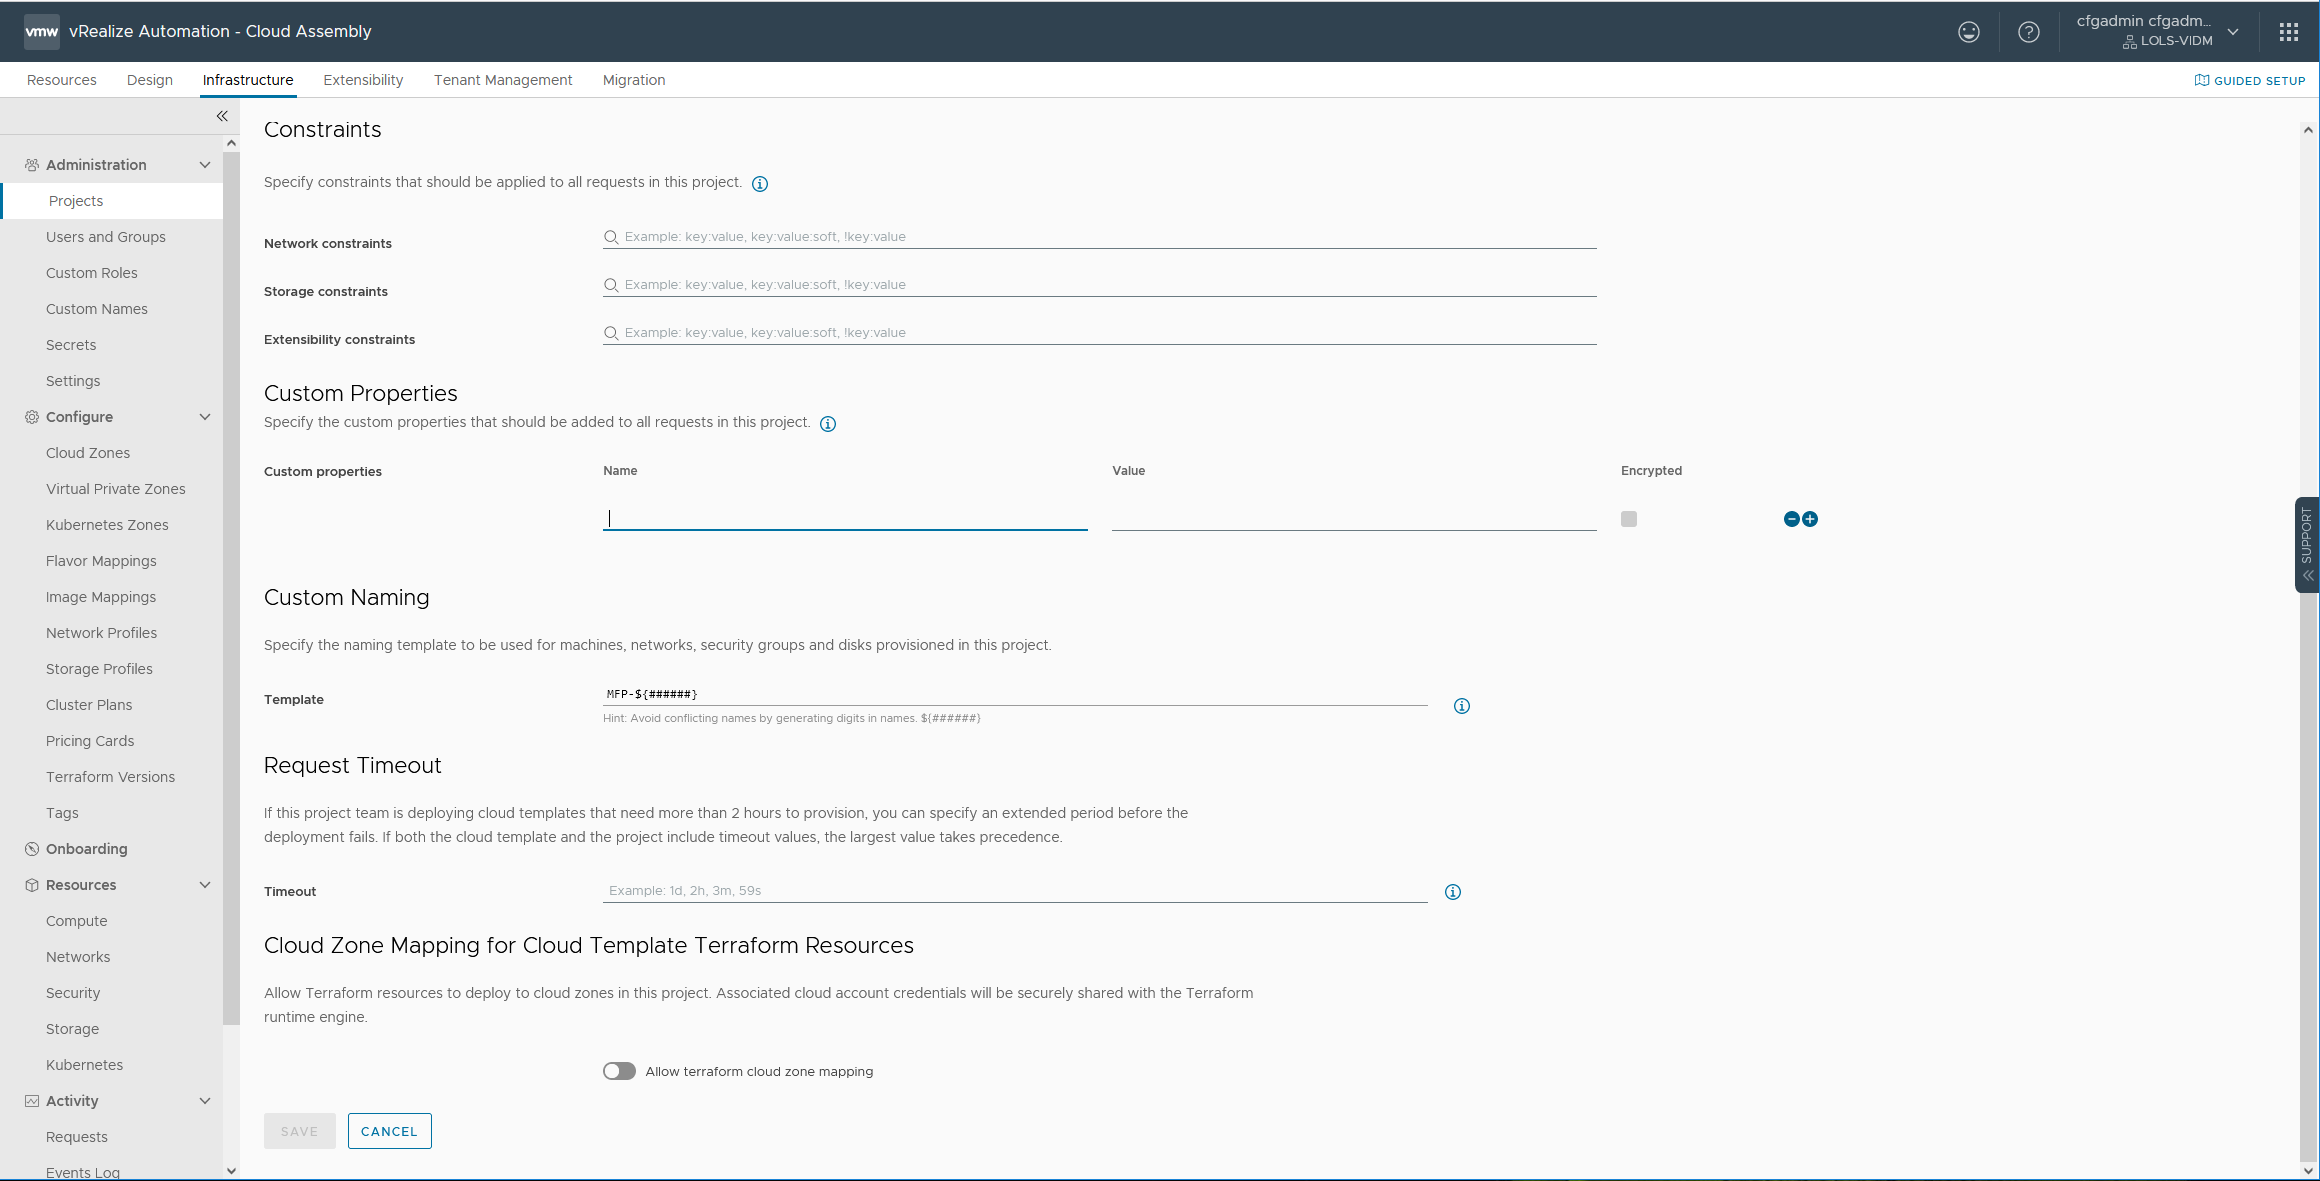 vmw vRealize Automation - Cloud Assembly
cfgadmin cfgadm...
LOLS-VIDM
Resources Design Infrastructure Extensibility Tenant Management Migration
GUIDED SETUP
Administration
Projects
Users and Groups
Custom Roles
Custom Names
Secrets
Settings
Configure
Cloud Zones
Virtual Private Zones
Kubernetes Zones
Flavor Mappings
Image Mappings
Network Profiles
Storage Profiles
Cluster Plans
Pricing Cards
Terraform Versions
Tags
Onboarding
Resources
Compute
Networks
Security
Storage
Kubernetes
Activity
Requests
Events Log
Constraints
Specify constraints that should be applied to all requests in this project.
Network constraints Example: key:value, key:value:soft, !key:value
Storage constraints Example: key:value, key:value:soft, !key:value
Extensibility constraints Example: key:value, key:value:soft, !key:value
Custom Properties
Specify the custom properties that should be added to all requests in this project.
Custom properties Name Value Encrypted
Custom Naming
Specify the naming template to be used for machines, networks, security groups and disks provisioned in this project.
Template MFP-${######}
Hint: Avoid conflicting names by generating digits in names. ${######}
Request Timeout
If this project team is deploying cloud templates that need more than 2 hours to provision, you can specify an extended period before the
deployment fails. If both the cloud template and the project include timeout values, the largest value takes precedence.
Timeout Example: 1d, 2h, 3m, 59s
Cloud Zone Mapping for Cloud Template Terraform Resources
Allow Terraform resources to deploy to cloud zones in this project. Associated cloud account credentials will be securely shared with the Terraform
runtime engine.
Allow terraform cloud zone mapping
SAVE CANCEL
SUPPORT